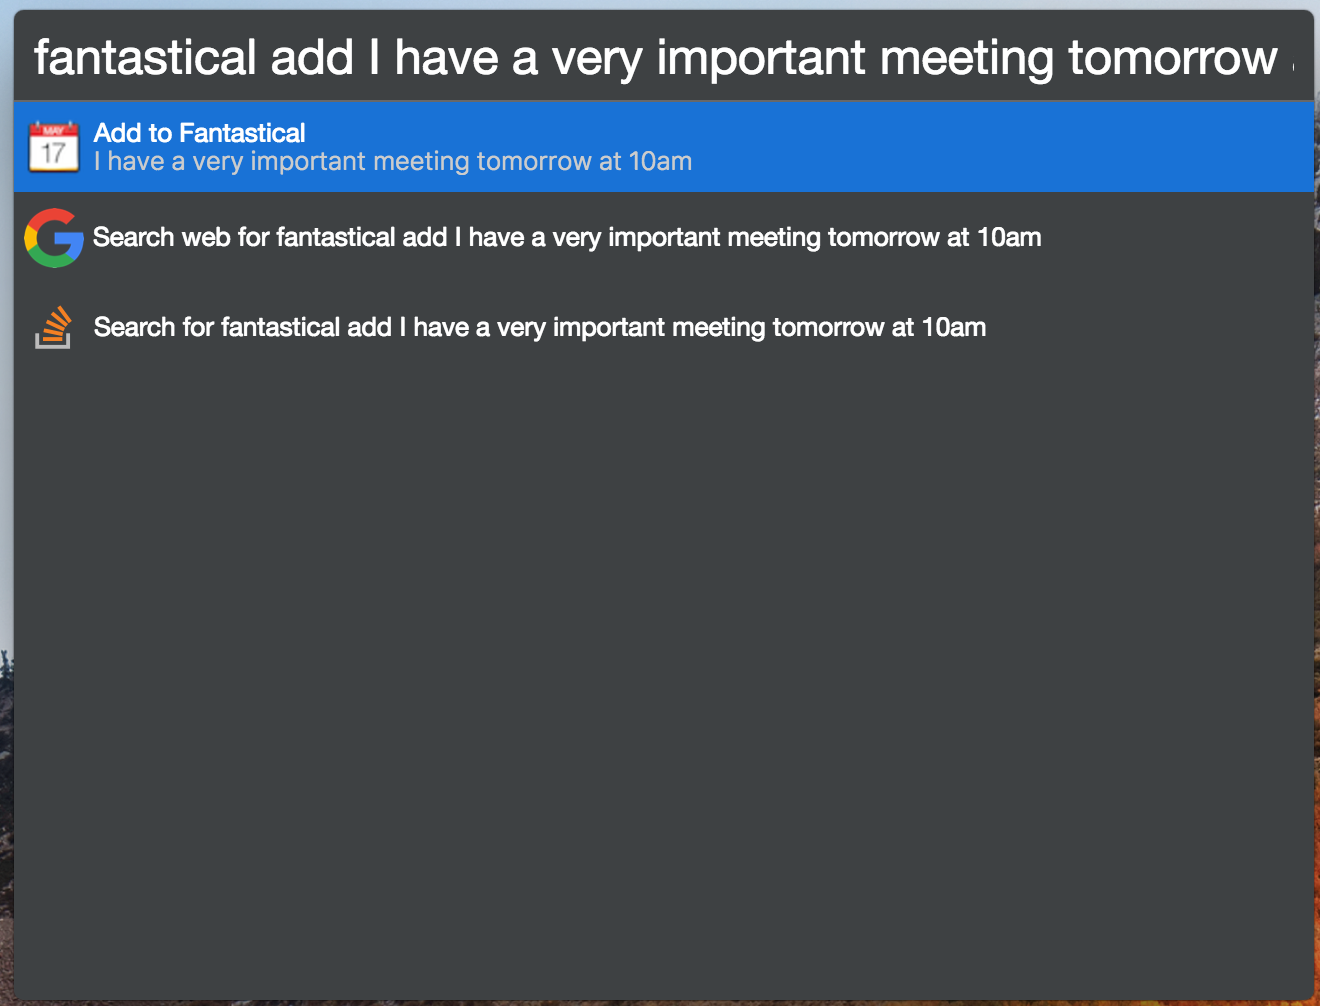 fantastical add I have a very important meeting tomorrow
MAY
17
Add to Fantastical
I have a very important meeting tomorrow at 10am
Search web for fantastical add I have a very important meeting tomorrow at 10am
Search for fantastical add I have a very important meeting tomorrow at 10am